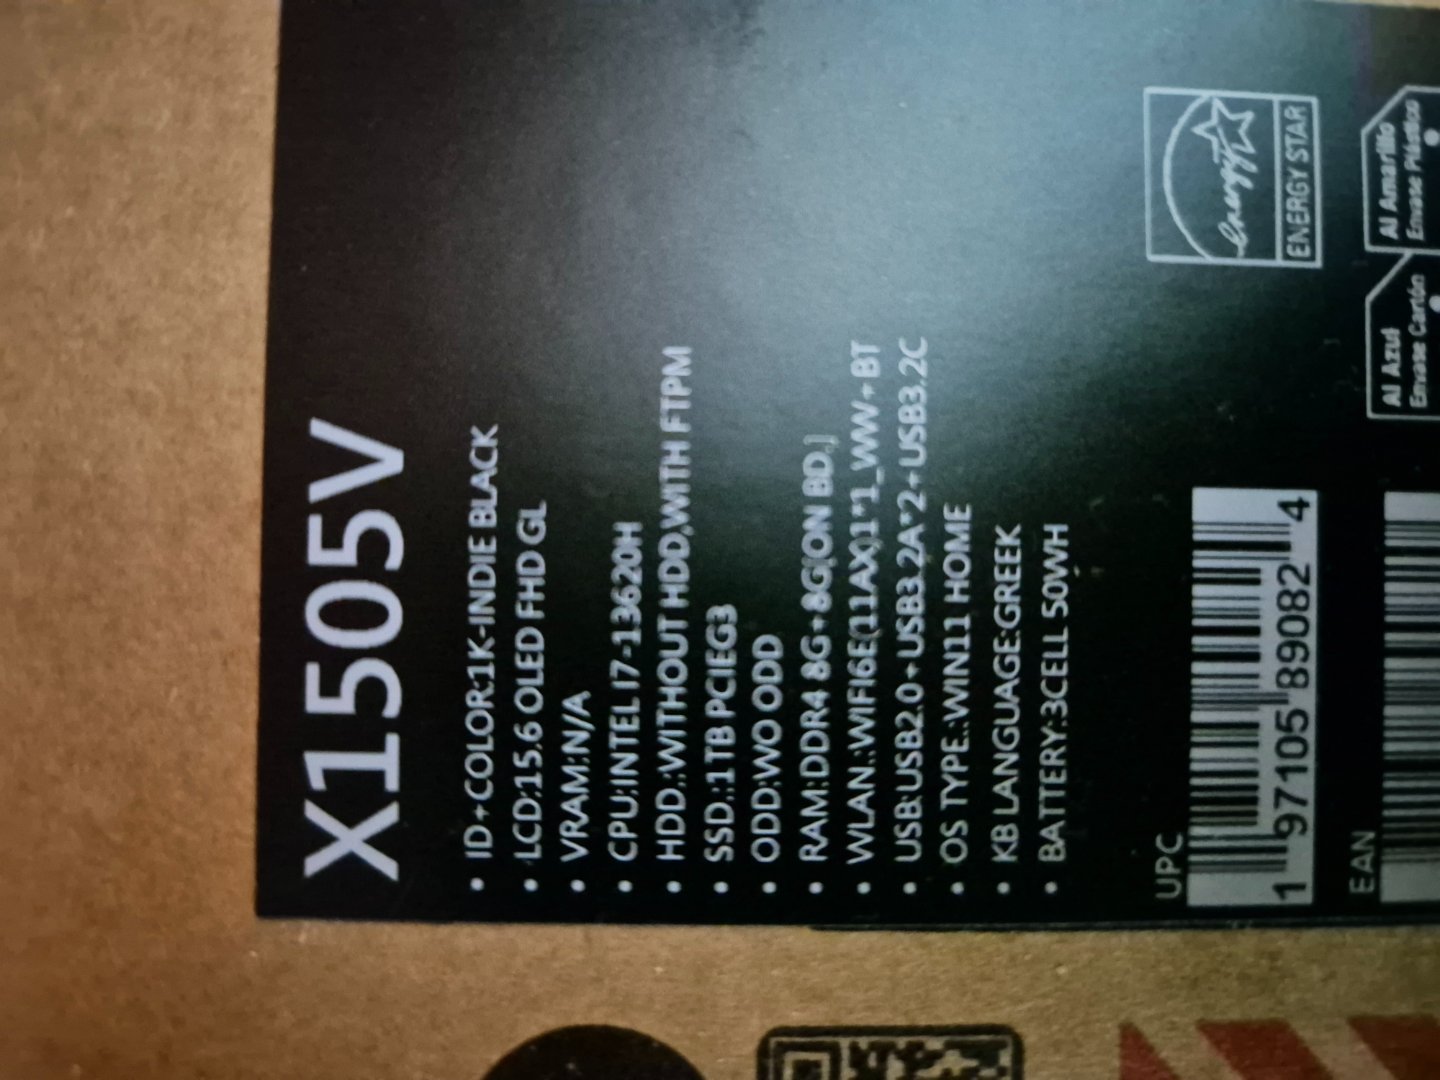 X1505V
• ID+COLOR:1K-INDIE BLACK
• LCD:15.6 OLED FHD GL
• VRAM:N/A
• CPU:INTEL I7-13620H
• HDD.:WITHOUT HDD,WITH FTPM
• SSD.:1TB PCIEG3
• ODD:WO ODD
• RAM:DDR4 8G+8G[ON BD.]
• WLAN.:WIFI6E(11AX)1*1_WW+BT
• USB:USB2.0+USB3.2A*2+USB3.2C
• OS TYPE.:WIN11 HOME
• KB LANGUAGE:GREEK
• BATTERY:3CELL 50WH
energy
ENERGY STAR
UPC
1 97105 89082 4
Al Azul
Envase Cartón
Al Amarillo
Envase Plástico
EAN